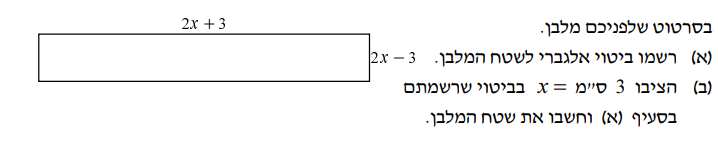 בסרטוט שלפניכם מלבן.
(א) רשמו ביטוי אלגברי לשטח המלבן.
(ב) הציבו 3 ס״מ = x בביטוי שרשמתם
בסעיף (א) וחשבו את שטח המלבן.
2x + 3
2x − 3